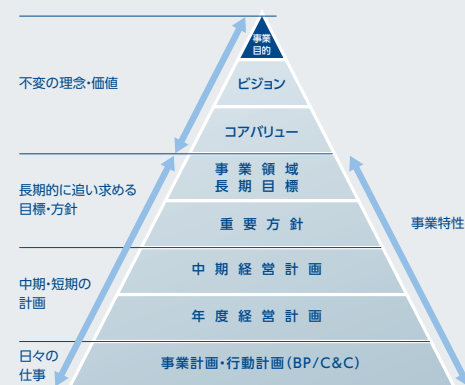 事業
目的
不変の理念・価値
ビジョン
コアバリュー
長期的に追い求める
目標・方針
事業領域
長期目標
重要方針
事業特性
中期・短期の
計画
中期経営計画
年度経営計画
日々の
仕事
事業計画・行動計画(BP/C&C)